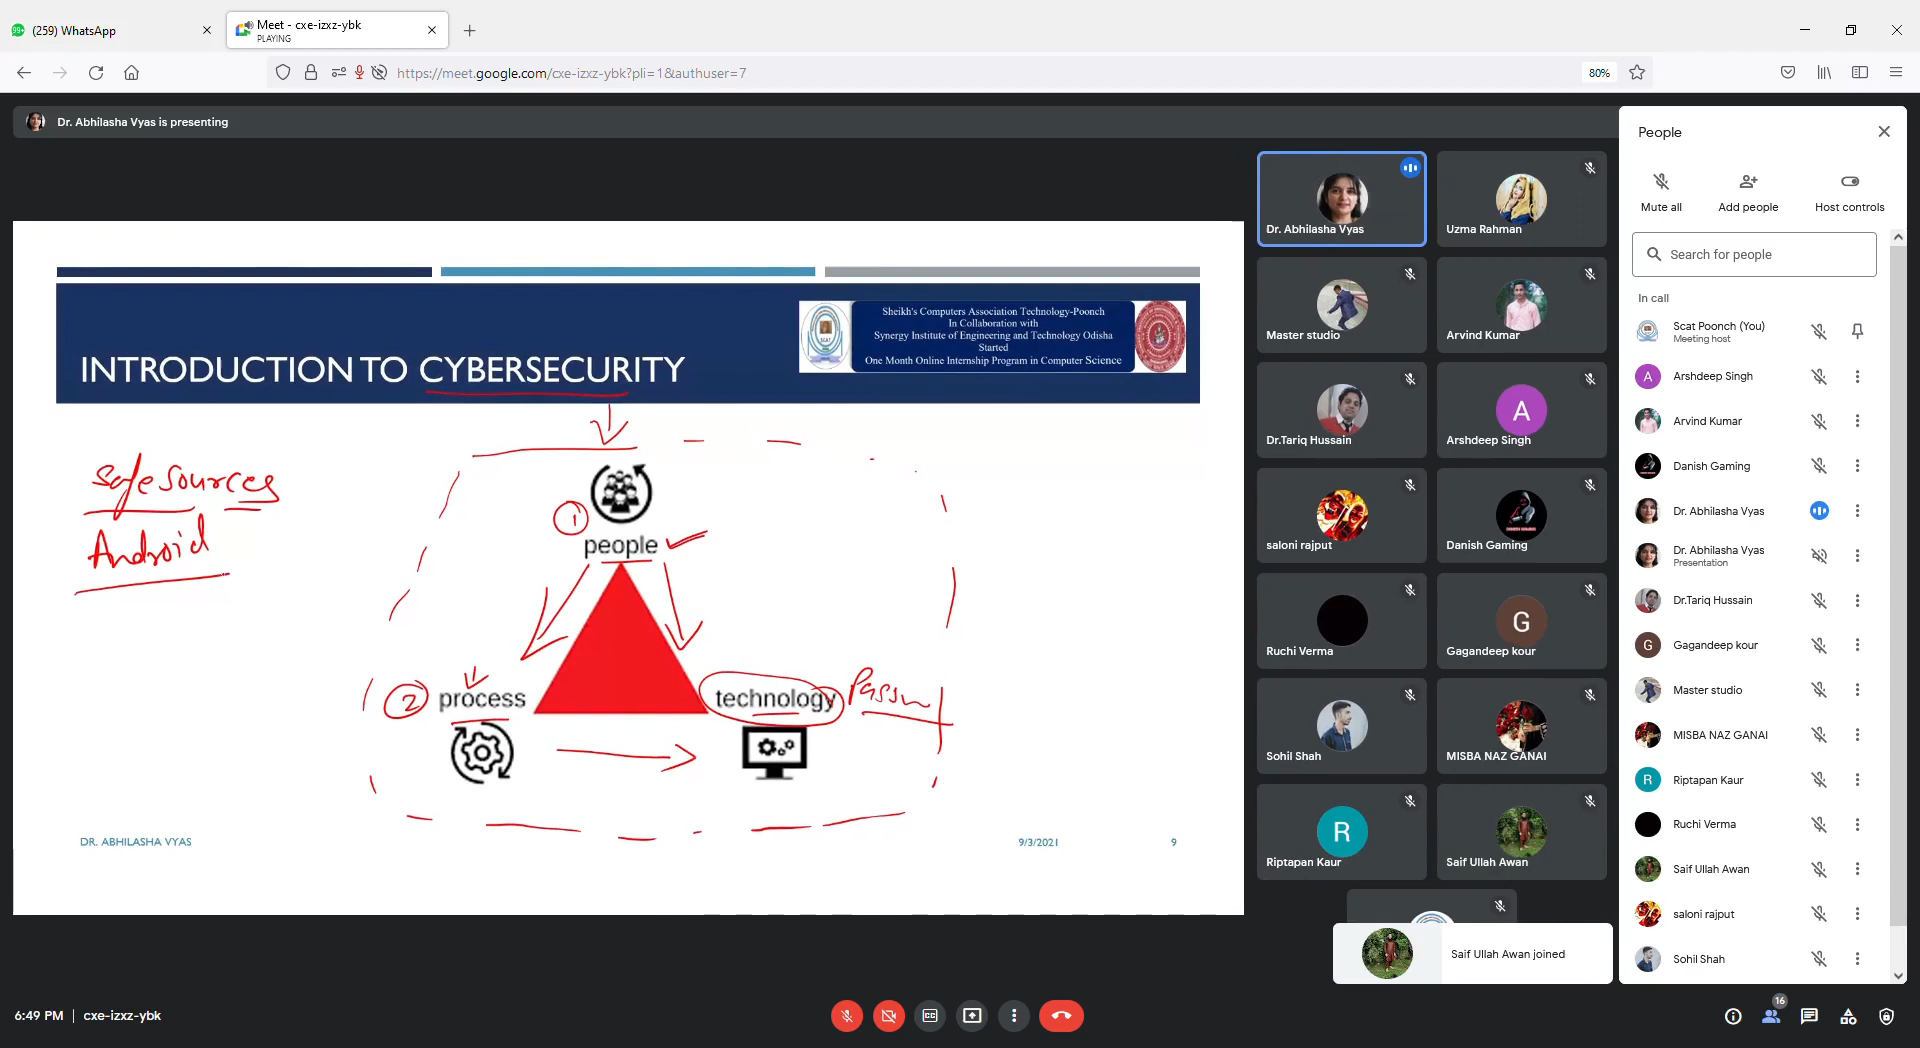 (259) WhatsApp
Meet - cxe-izxz-ybk
PLAYING
https://meet.google.com/cxe-izxz-ybk?pli=1&authuser=7
80%
Dr. Abhilasha Vyas is presenting
Sheikh's Computers Association Technology-Poonch
In Collaboration with
Synergy Institute of Engineering and Technology Odisha
Started
One Month Online Internship Program in Computer Science
SCAT
INTRODUCTION TO CYBERSECURITY
Safe Sources
Android
1
people
2
process
technology
DR. ABHILASHA VYAS
9/3/2021
9
Dr. Abhilasha Vyas
Uzma Rahman
Master studio
Arvind Kumar
Dr.Tariq Hussain
A
Arshdeep Singh
saloni rajput
Danish Gaming
Ruchi Verma
G
Gagandeep kour
Sohil Shah
MISBA NAZ GANAI
R
Riptapan Kaur
Saif Ullah Awan
Saif Ullah Awan joined
People
Mute all
Add people
Host controls
Search for people
In call
Scat Poonch (You)
Meeting host
A
Arshdeep Singh
Arvind Kumar
Danish Gaming
Dr. Abhilasha Vyas
Dr. Abhilasha Vyas
Presentation
Dr.Tariq Hussain
G
Gagandeep kour
Master studio
MISBA NAZ GANAI
R
Riptapan Kaur
Ruchi Verma
Saif Ullah Awan
saloni rajput
Sohil Shah
6:49 PM | cxe-izxz-ybk
16